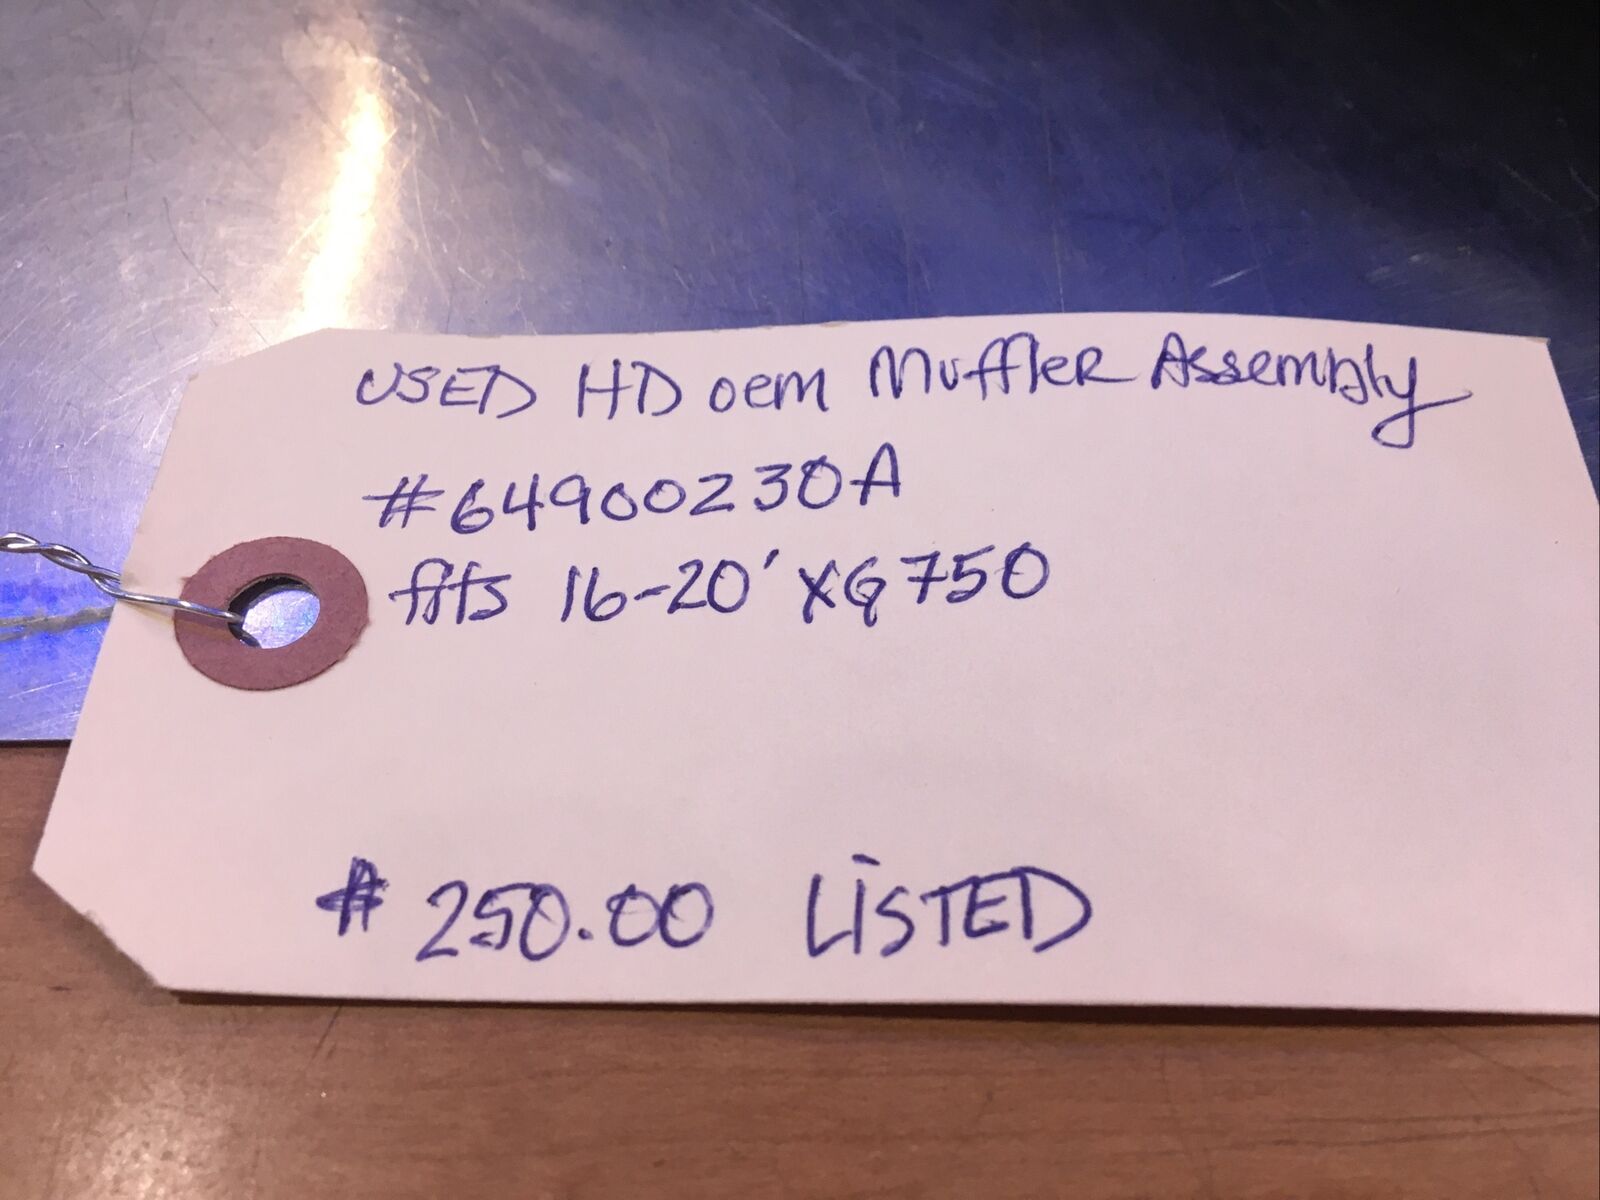 USED HD oem Muffler Assembly
#64900230A
fits 16-20' XG750
$ 250.00 LiSTED